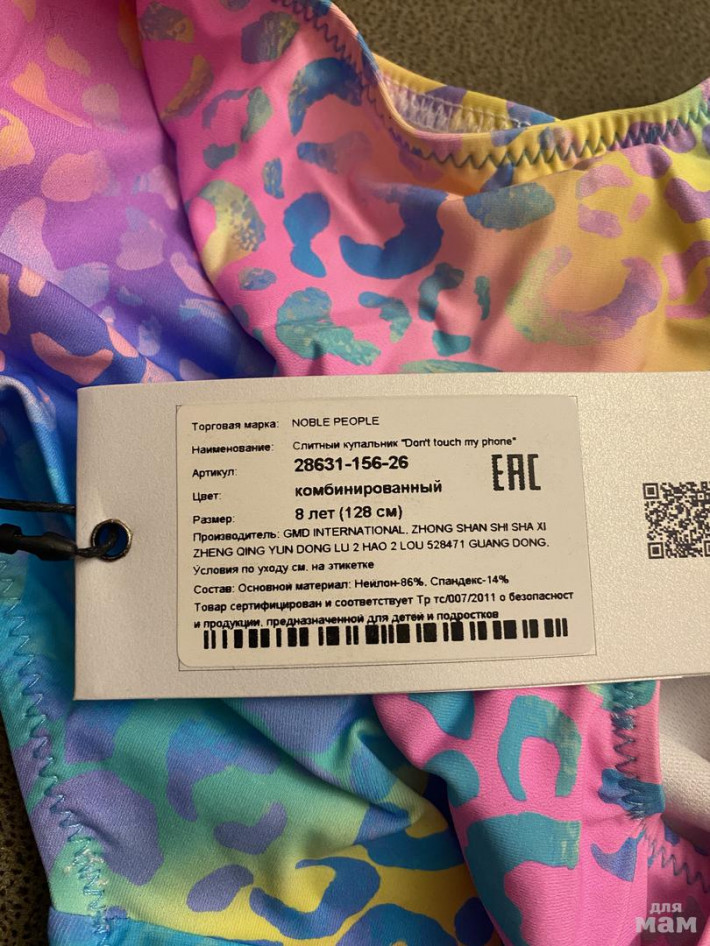 Торговая марка: NOBLE PEOPLE
Наименование: Слитный купальник "Don't touch my phone"
Артикул: 28631-156-26
EAC
Цвет: комбинированный
Размер: 8 лет (128 см)
Производитель: GMD INTERNATIONAL. ZHONG SHAN SHI SHA XI
ZHENG QING YUN DONG LU 2 HAO 2 LOU 528471 GUANG DONG.
Условия по уходу см. на этикетке
Состав: Основной материал: Нейлон-86%, Спандекс-14%
Товар сертифицирован и соответствует Тр тс/007/2011 о безопасност
и продукции, предназначенной для детей и подростков
для
мам